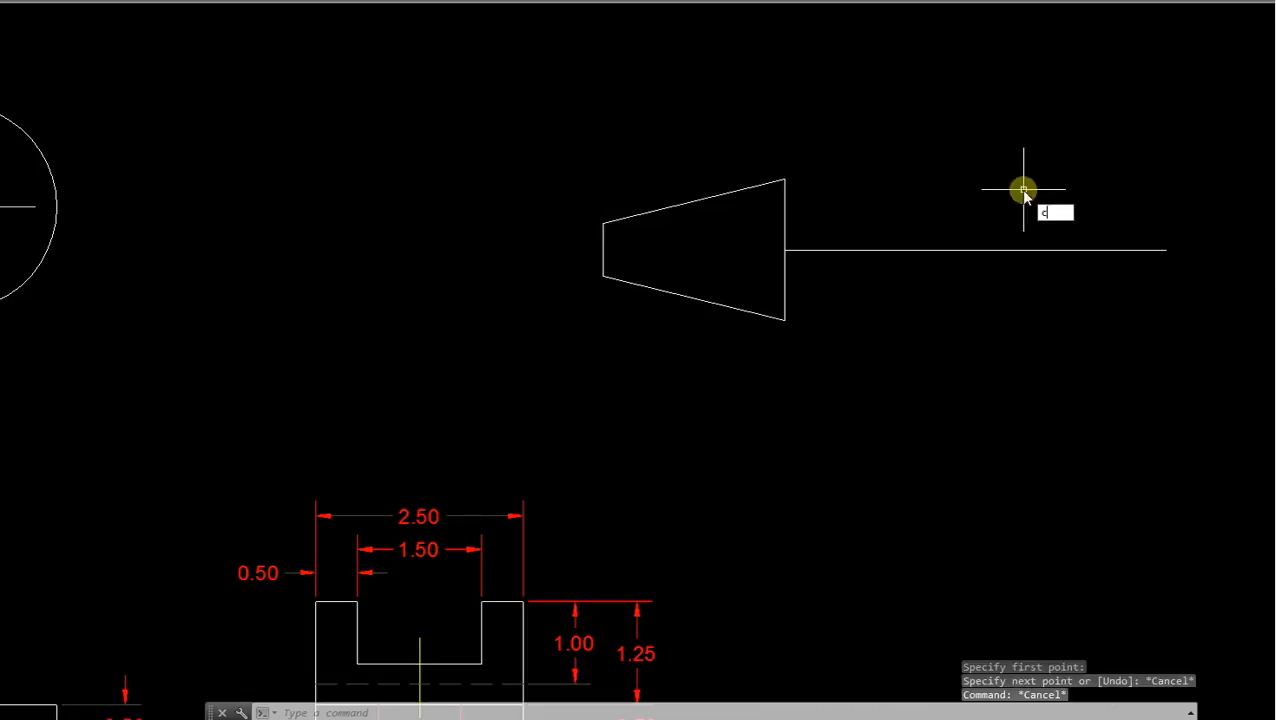 c
2.50
1.50
0.50
1.00
1.25
Specify first point:
Specify next point or [Undo]: *Cancel*
Command: *Cancel*
Type a command